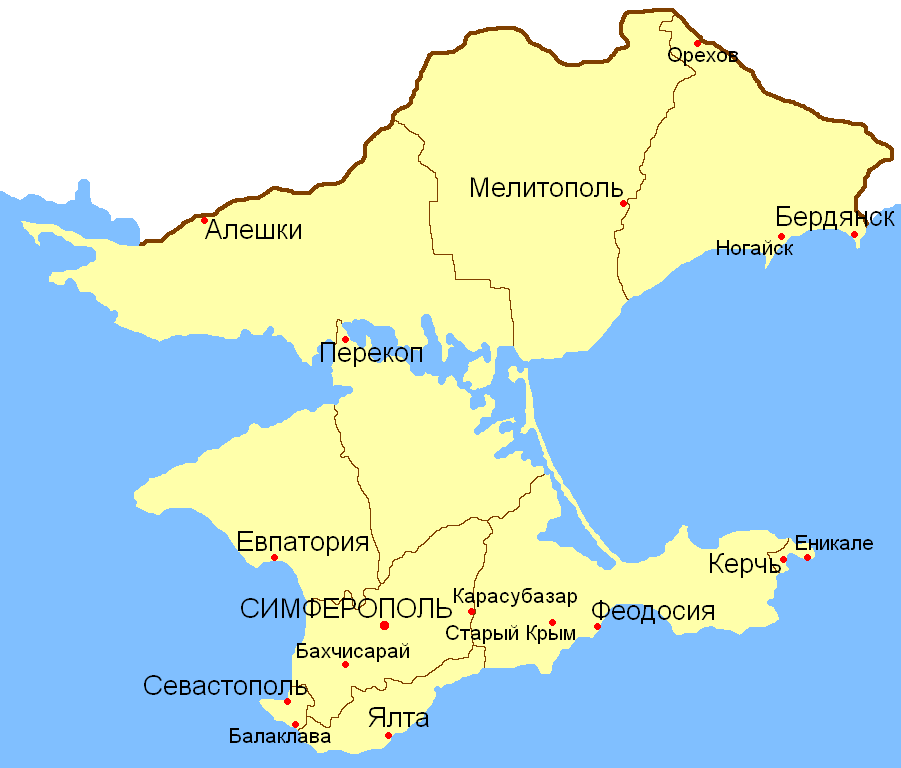 Орехов
Мелитополь
Бердянск
Алешки
Ногайск
Перекоп
Евпатория
Еникале
Керчь
Карасубазар
СИМФЕРОПОЛЬ
Феодосия
Старый Крым
Бахчисарай
Севастополь
Ялта
Балаклава